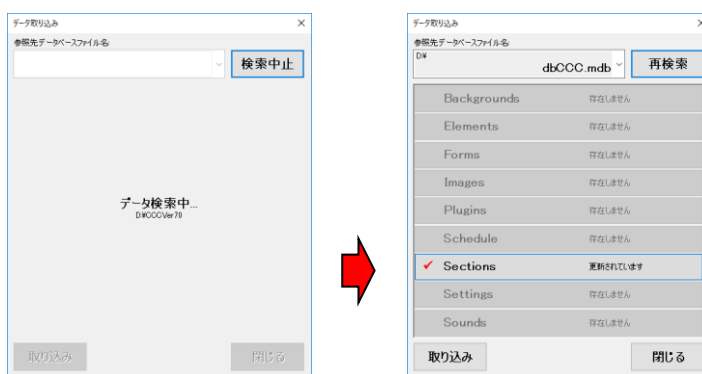 データ取り込み
×
参照先データベースファイル名
検索中止
データ検索中...
D:¥CCCVer70
取り込み
閉じる
データ取り込み
×
参照先データベースファイル名
D:¥
dbCCC.mdb
再検索
Backgrounds 存在しません
Elements 存在しません
Forms 存在しません
Images 存在しません
Plugins 存在しません
Schedule 存在しません
✓ Sections 更新されています
Settings 存在しません
Sounds 存在しません
取り込み
閉じる